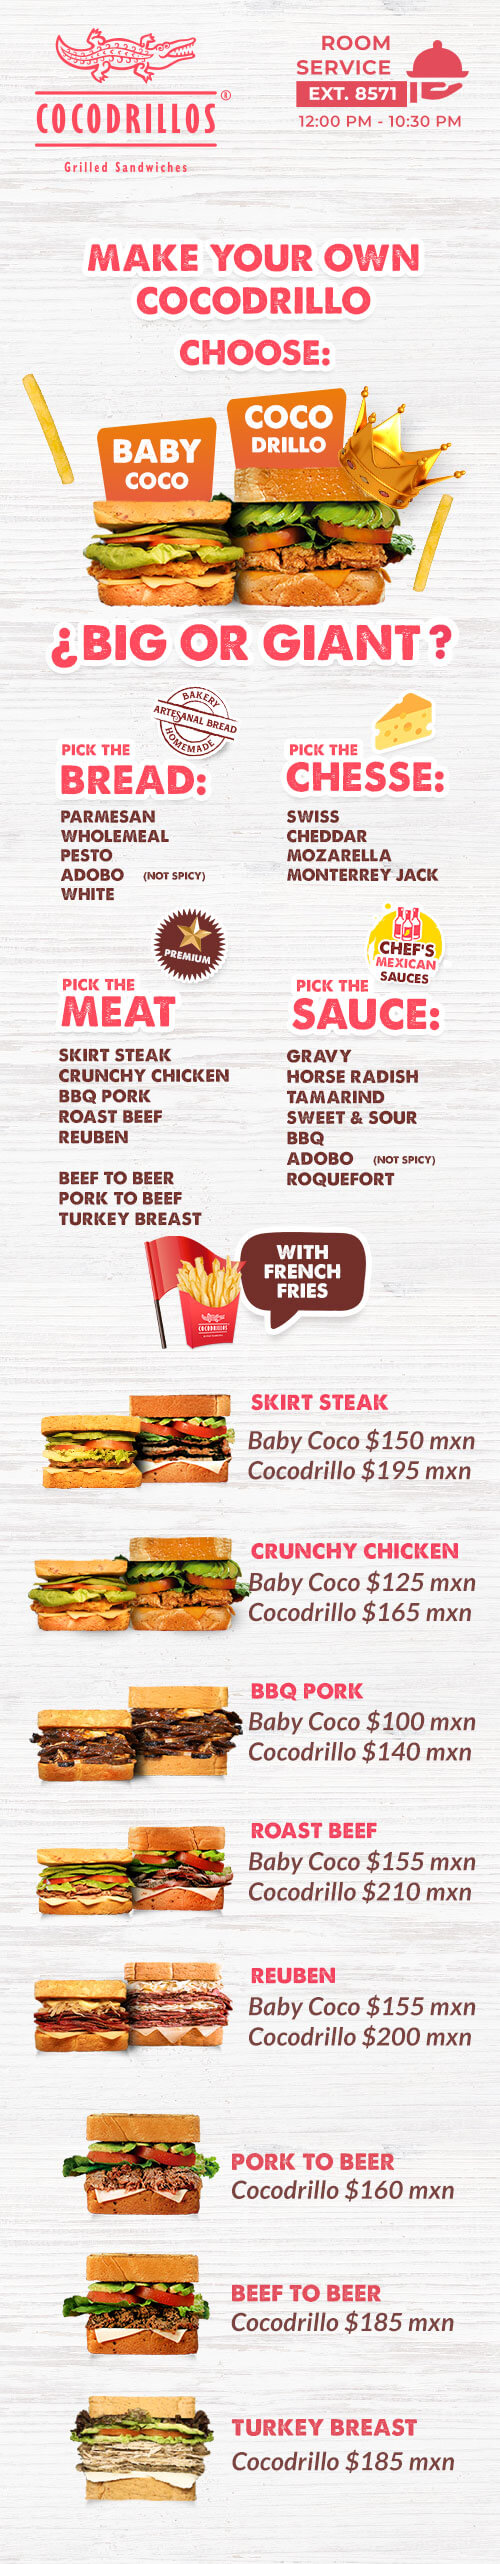 ROOM
SERVICE
EXT. 8571
12:00 PM - 10:30 PM
COCODRILLOS®
Grilled Sandwiches
MAKE YOUR OWN
COCODRILLO
CHOOSE:
BABY
COCO
COCO
DRILLO
¿BIG OR GIANT?
BAKERY
ARTESANAL BREAD
HOMEMADE
PICK THE
BREAD:
PARMESAN
WHOLEMEAL
PESTO
ADOBO (NOT SPICY)
WHITE
PICK THE
CHESSE:
SWISS
CHEDDAR
MOZARELLA
MONTERREY JACK
PREMIUM
PICK THE
MEAT
SKIRT STEAK
CRUNCHY CHICKEN
BBQ PORK
ROAST BEEF
REUBEN
BEEF TO BEER
PORK TO BEEF
TURKEY BREAST
CHEF'S
MEXICAN
SAUCES
PICK THE
SAUCE:
GRAVY
HORSE RADISH
TAMARIND
SWEET & SOUR
BBQ
ADOBO (NOT SPICY)
ROQUEFORT
COCODRILLOS
WITH
FRENCH
FRIES
SKIRT STEAK
Baby Coco $150 mxn
Cocodrillo $195 mxn
CRUNCHY CHICKEN
Baby Coco $125 mxn
Cocodrillo $165 mxn
BBQ PORK
Baby Coco $100 mxn
Cocodrillo $140 mxn
ROAST BEEF
Baby Coco $155 mxn
Cocodrillo $210 mxn
REUBEN
Baby Coco $155 mxn
Cocodrillo $200 mxn
PORK TO BEER
Cocodrillo $160 mxn
BEEF TO BEER
Cocodrillo $185 mxn
TURKEY BREAST
Cocodrillo $185 mxn